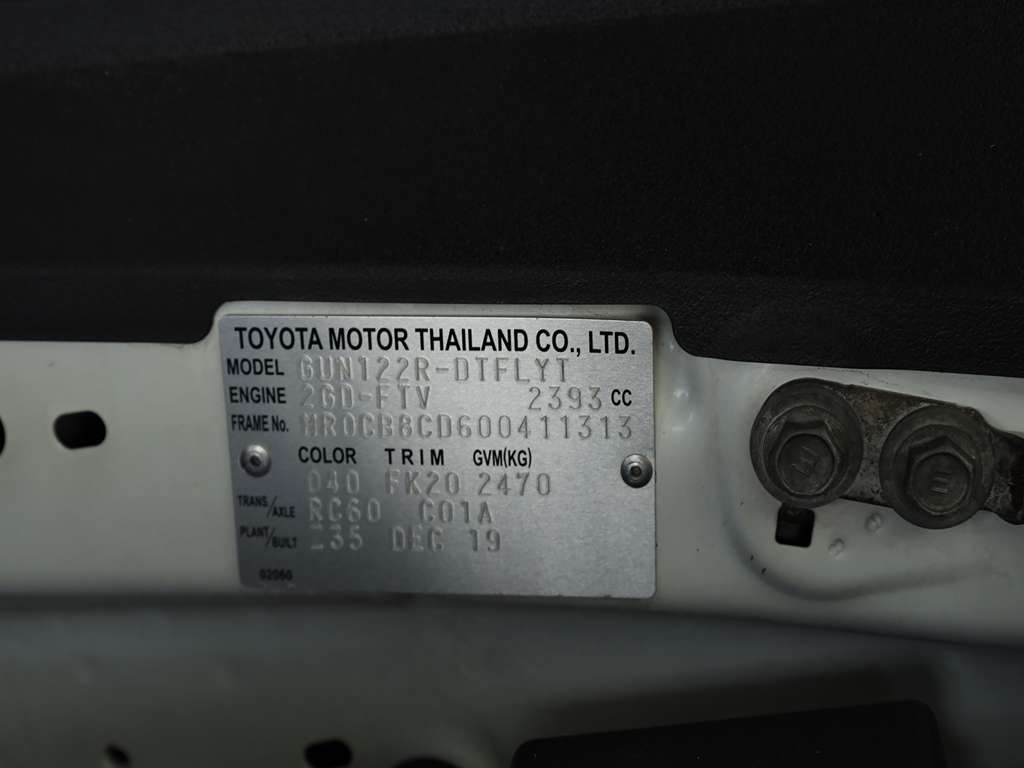 TOYOTA MOTOR THAILAND CO., LTD.
MODEL GUN122R-DTFLYT
ENGINE 2GD-FTV 2393 CC
FRAME No. MR0CB8CD600411313
COLOR TRIM GVM(KG)
040 FK20 2470
TRANS/AXLE RC60 C01A
PLANT/BUILT DEC 19
02060